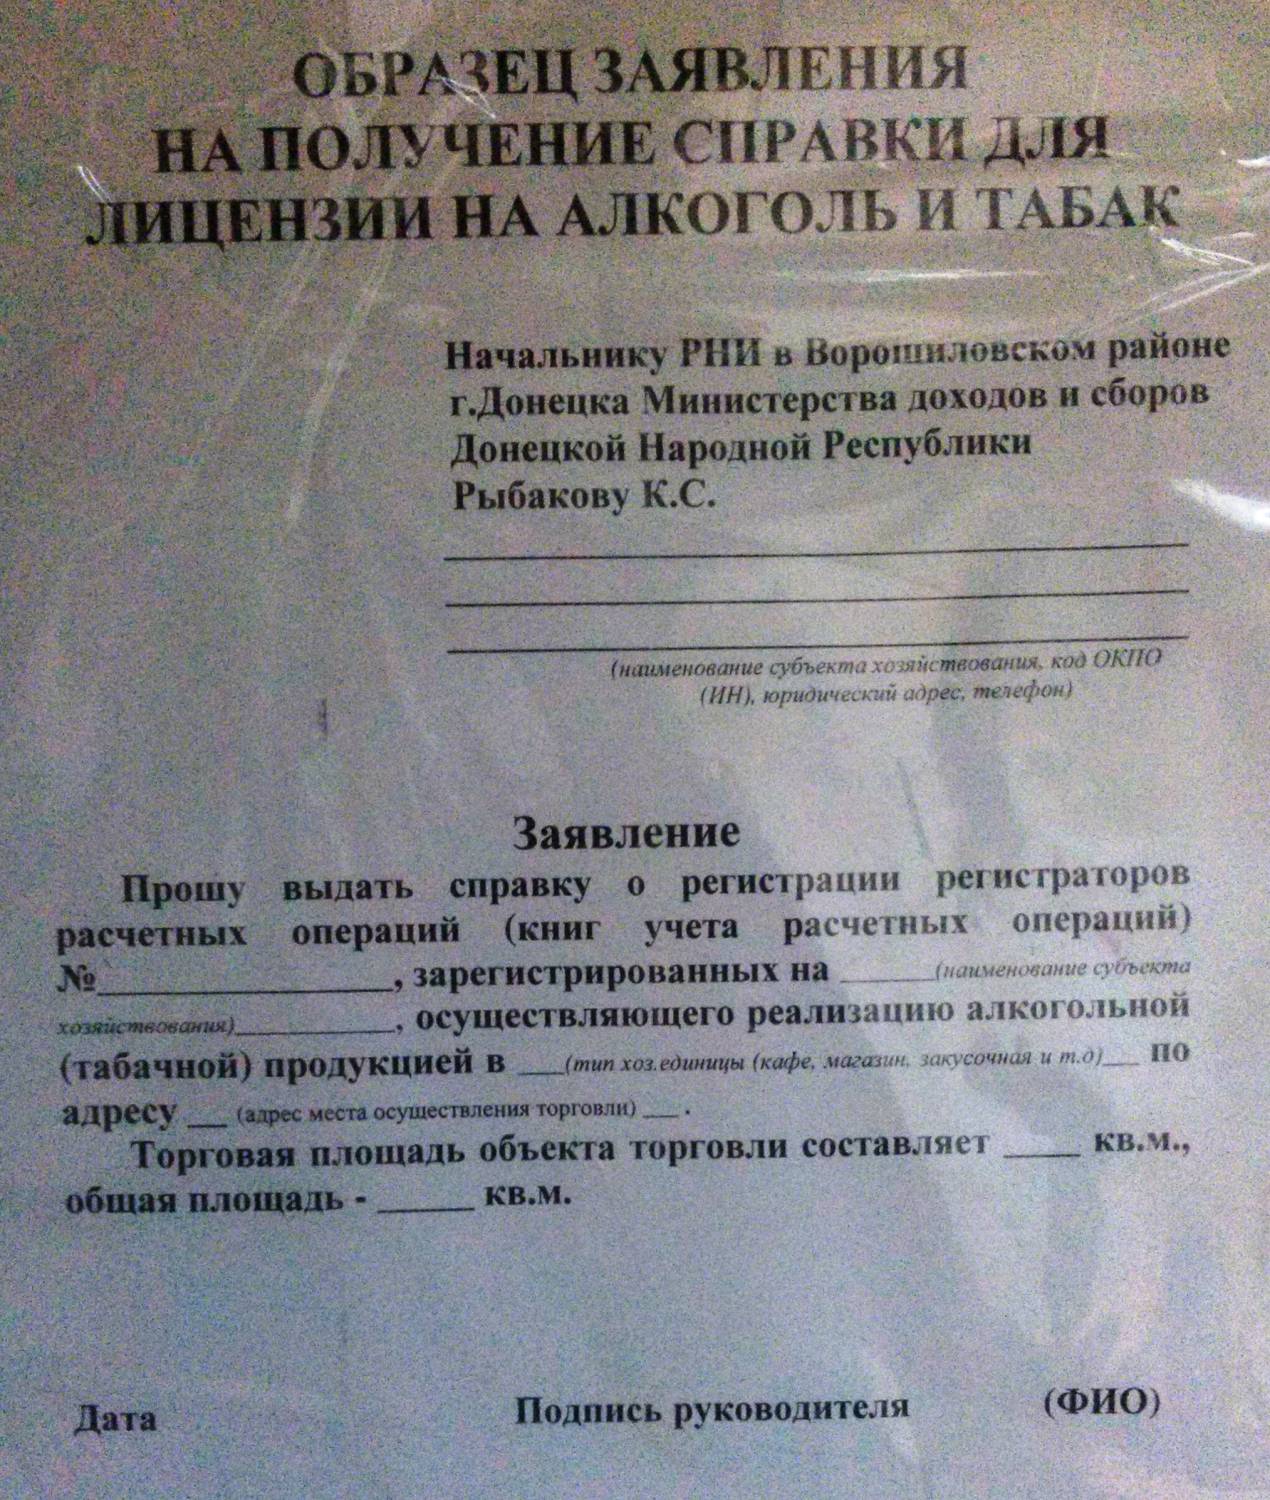 ОБРАЗЕЦ ЗАЯВЛЕНИЯ
НА ПОЛУЧЕНИЕ СПРАВКИ ДЛЯ
ЛИЦЕНЗИИ НА АЛКОГОЛЬ И ТАБАК
Начальнику РНИ в Ворошиловском районе
г.Донецка Министерства доходов и сборов
Донецкой Народной Республики
Рыбакову К.С.
(наименование субъекта хозяйствования, код ОКПО
(ИН), юридический адрес, телефон)
Заявление
Прошу выдать справку о регистрации регистраторов
расчетных операций (книг учета расчетных операций)
№_______________, зарегистрированных на ______(наименование субъекта
хозяйствования)__________, осуществляющего реализацию алкогольной
(табачной) продукцией в ___(тип хоз.единицы (кафе, магазин, закусочная и т.д)___ по
адресу __ (адрес места осуществления торговли) ___ .
Торговая площадь объекта торговли составляет ____ кв.м.,
общая площадь - _____ кв.м.
Дата Подпись руководителя (ФИО)